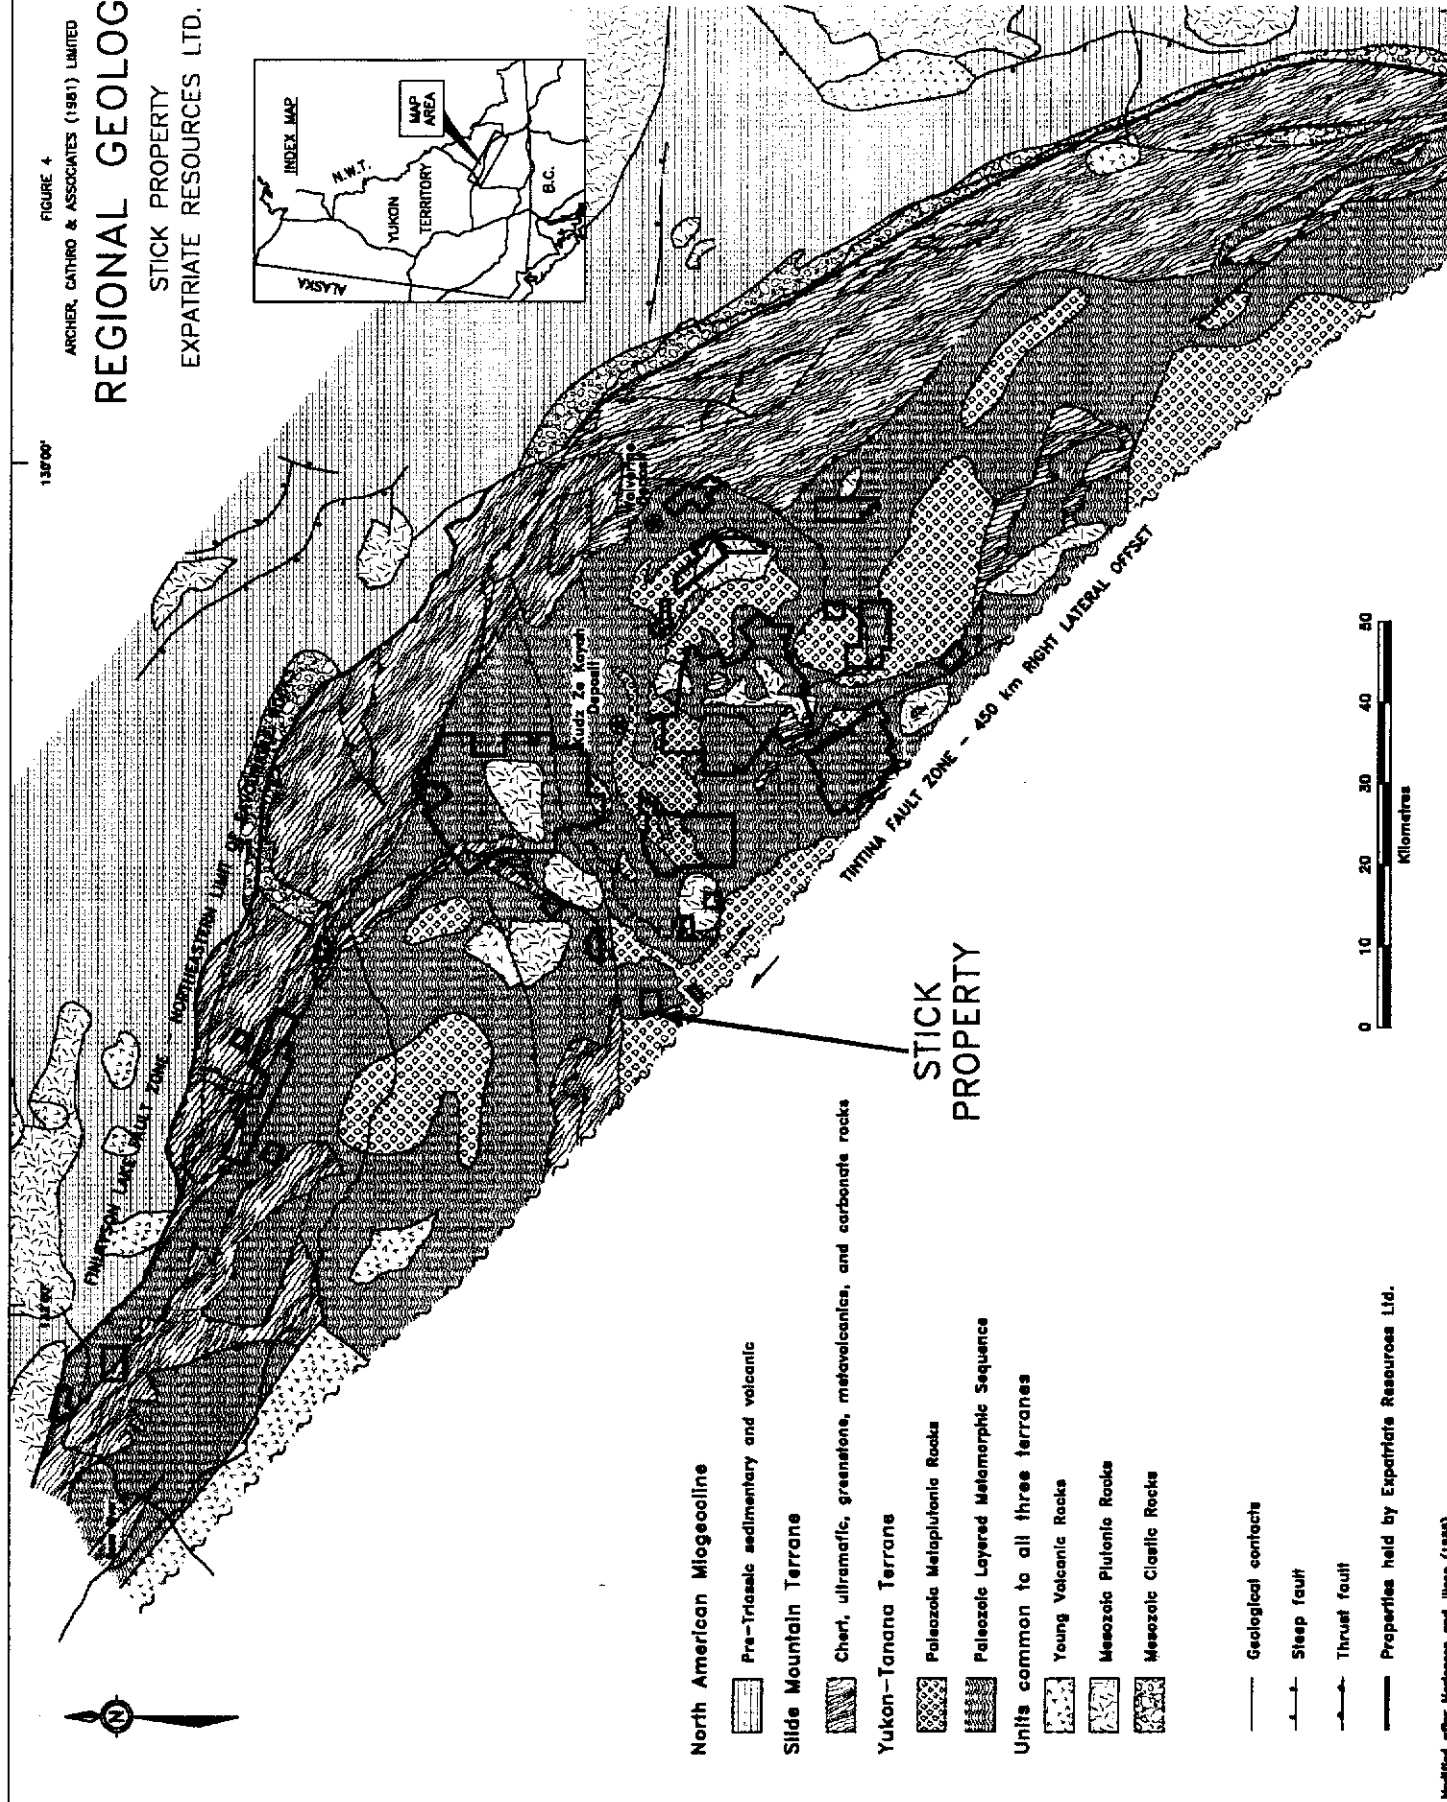 FIGURE 4
ARCHER, CATHRO & ASSOCIATES (1981) LIMITED
REGIONAL GEOLOG
STICK PROPERTY
EXPATRIATE RESOURCES LTD.
INDEX MAP
N.W.T.
MAP
AREA
YUKON
TERRITORY
ALASKA
B.C.
130°00'
FINLAYSON LAKE FAULT ZONE - NORTHEASTERN LIMIT OF
Wolverine
Deposit
Kudz Ze Kayah
Deposit
TINTINA FAULT ZONE - 450 km RIGHT LATERAL OFFSET
STICK
PROPERTY
0 10 20 30 40 50
Kilometres
N
North American Miogeocline
Pre-Triassic sedimentary and volcanic
Slide Mountain Terrane
Chert, ultramafic, greenstone, metavolcanics, and carbonate rocks
Yukon-Tanana Terrane
Paleozoic Metaplutonic Rocks
Paleozoic Layered Metamorphic Sequence
Units common to all three terranes
Young Volcanic Rocks
Mesozoic Plutonic Rocks
Mesozoic Clastic Rocks
Geological contacts
Steep fault
Thrust fault
Properties held by Expatriate Resources Ltd.